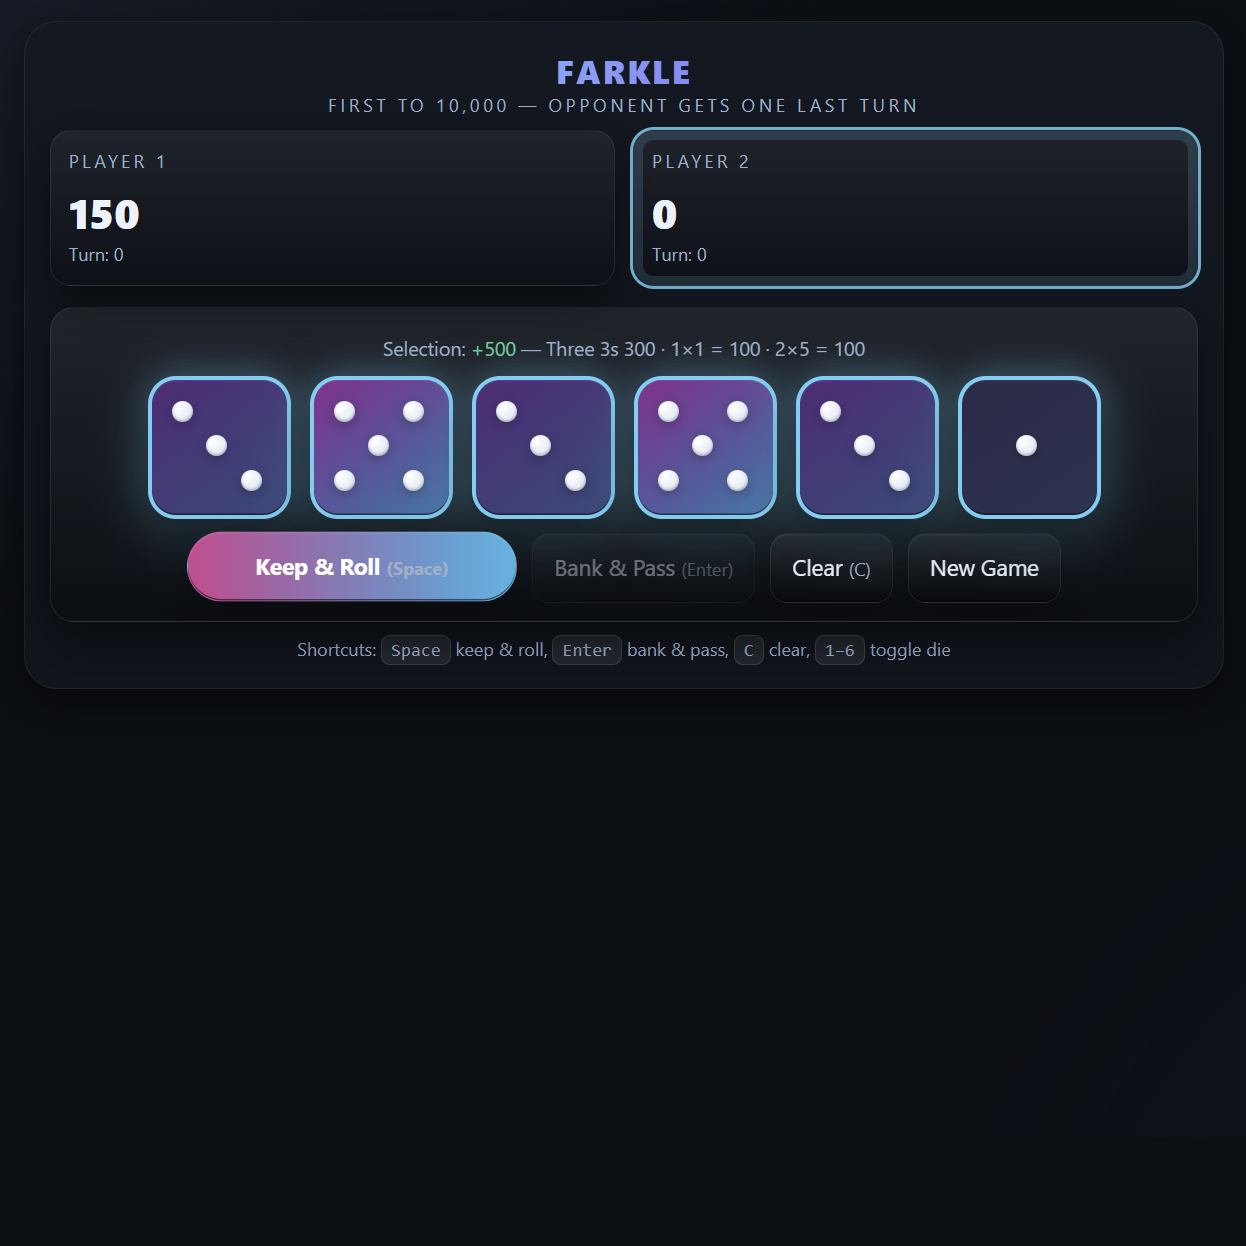 FARKLE
FIRST TO 10,000 — OPPONENT GETS ONE LAST TURN
PLAYER 1
150
Turn: 0
PLAYER 2
0
Turn: 0
Selection: +500 — Three 3s 300 · 1×1 = 100 · 2×5 = 100
Keep & Roll (Space)
Bank & Pass (Enter)
Clear (C)
New Game
Shortcuts: Space keep & roll, Enter bank & pass, C clear, 1–6 toggle die